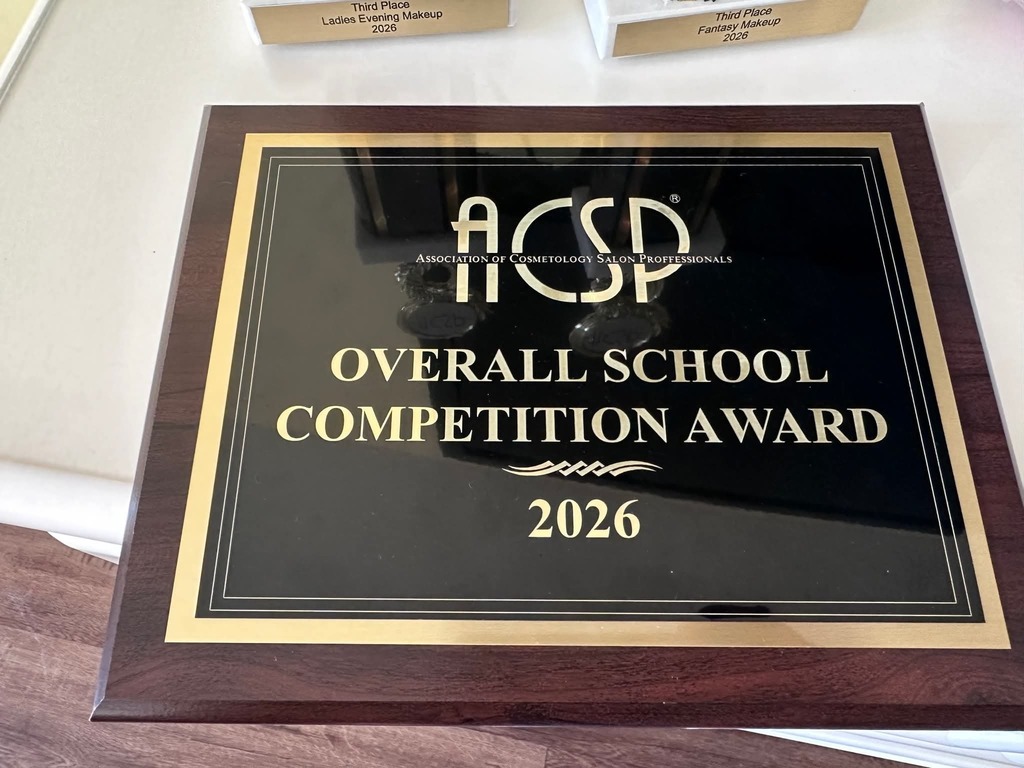 Third Place
Ladies Evening Makeup
2026
Third Place
Fantasy Makeup
2026
ACSP®
ASSOCIATION OF COSMETOLOGY SALON PROFFESSIONALS
OVERALL SCHOOL
COMPETITION AWARD
2026